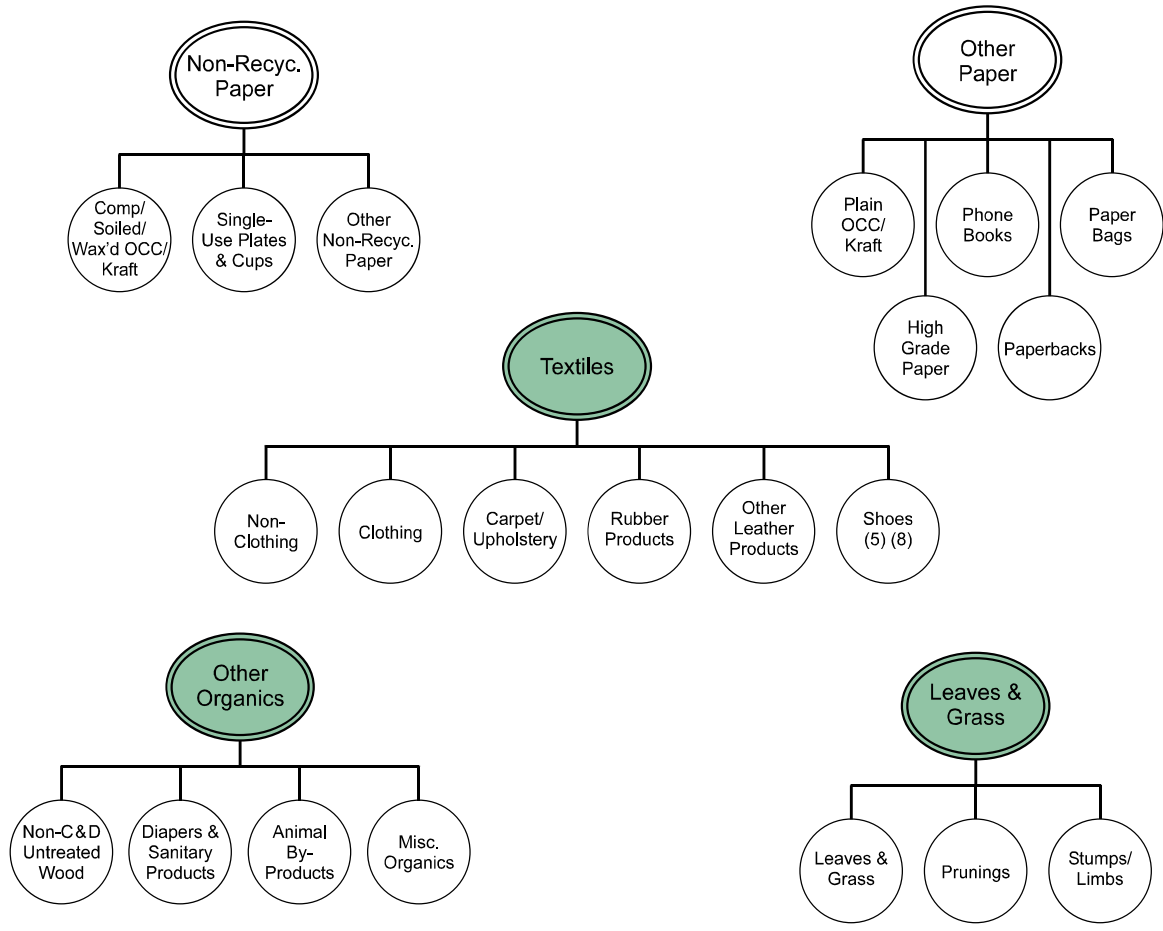 Non-Recyc.
Paper
Comp/
Soiled/
Wax'd OCC/
Kraft
Single-
Use Plates
& Cups
Other
Non-Recyc.
Paper
Other
Paper
Plain
OCC/
Kraft
Phone
Books
Paper
Bags
High
Grade
Paper
Paperbacks
Textiles
Non-
Clothing
Clothing
Carpet/
Upholstery
Rubber
Products
Other
Leather
Products
Shoes
(5) (8)
Other
Organics
Non-C&D
Untreated
Wood
Diapers &
Sanitary
Products
Animal
By-
Products
Misc.
Organics
Leaves &
Grass
Leaves &
Grass
Prunings
Stumps/
Limbs